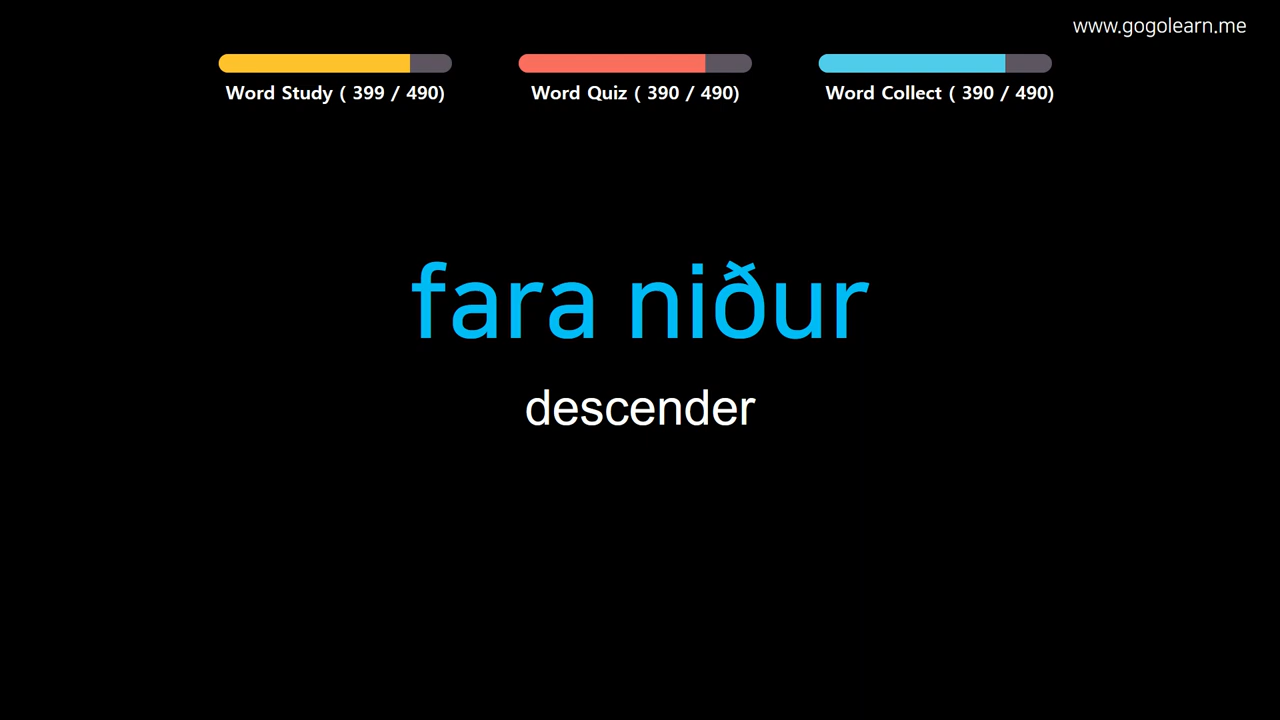 www.gogolearn.me
Word Study ( 399 / 490)
Word Quiz ( 390 / 490)
Word Collect ( 390 / 490)
fara niður
descender